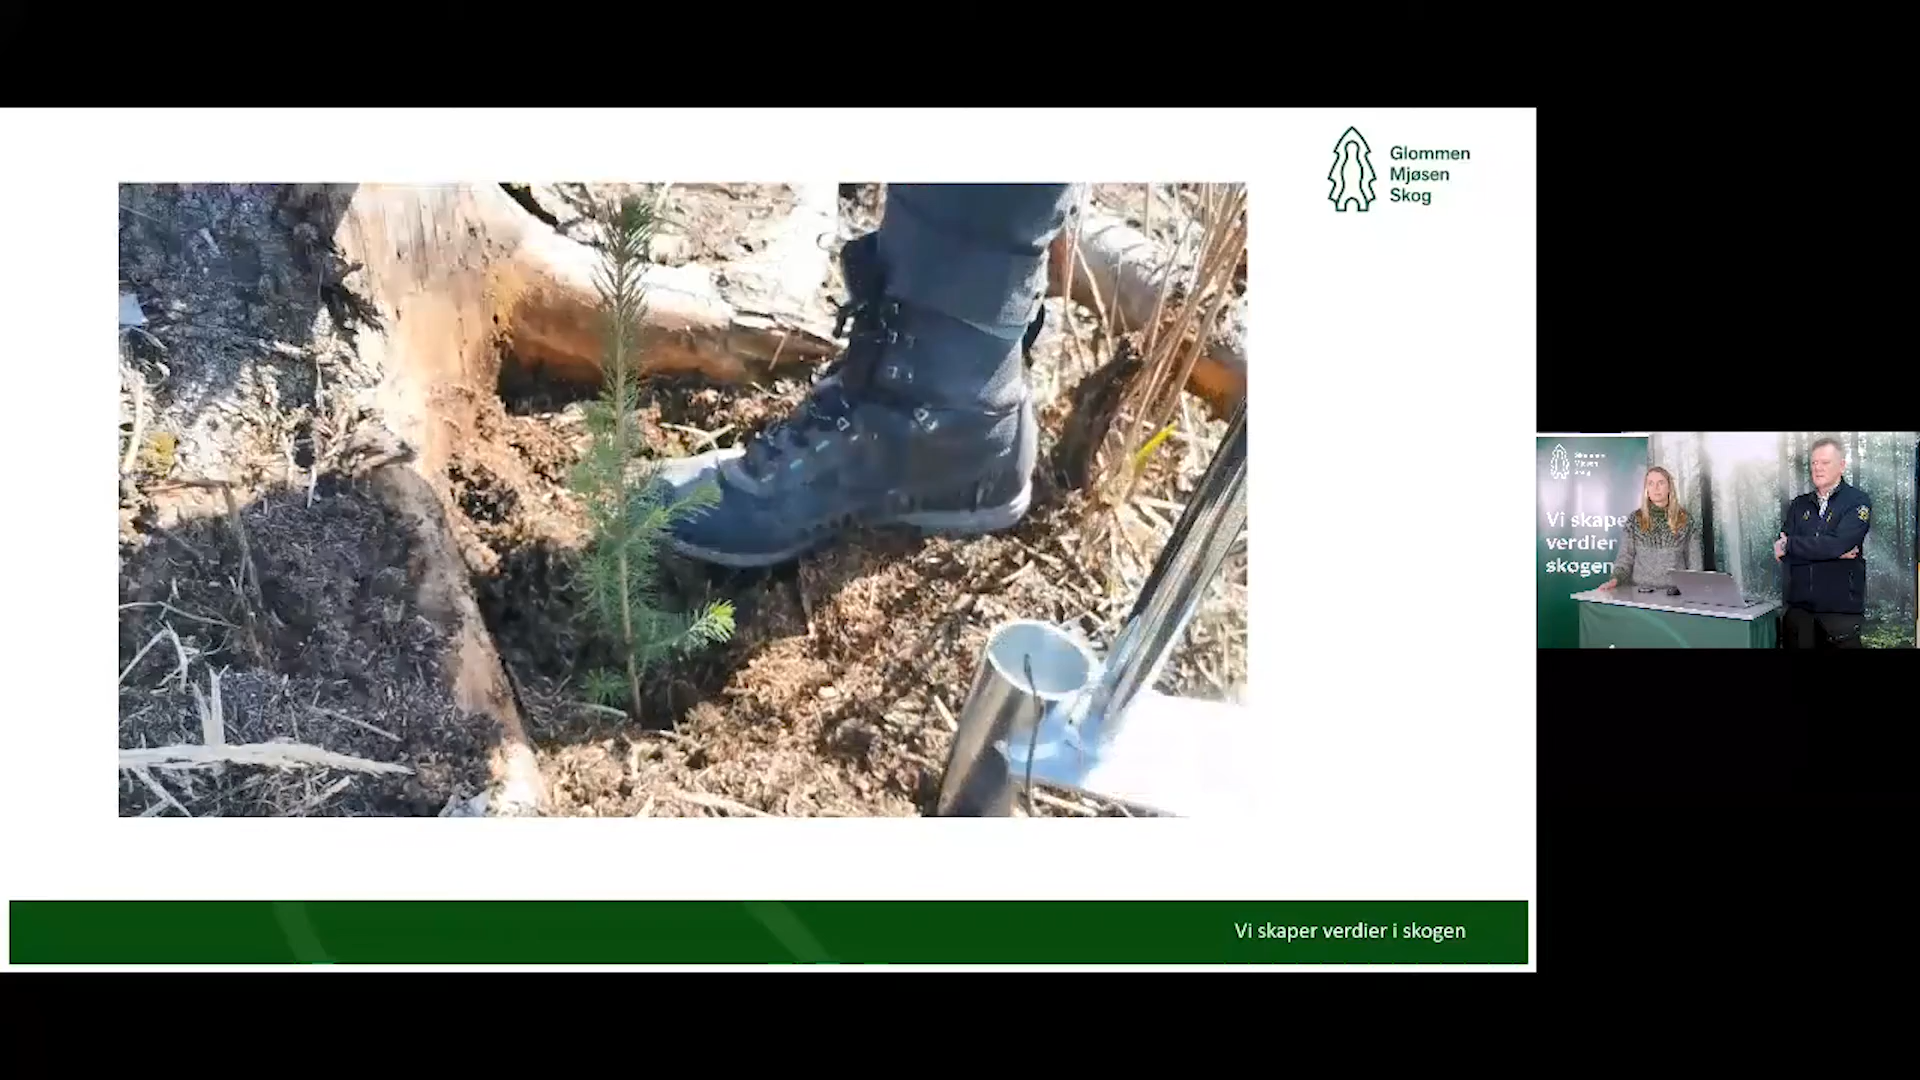 Glommen
Mjøsen
Skog
Vi skape
verdier
skogen
Vi skaper verdier i skogen